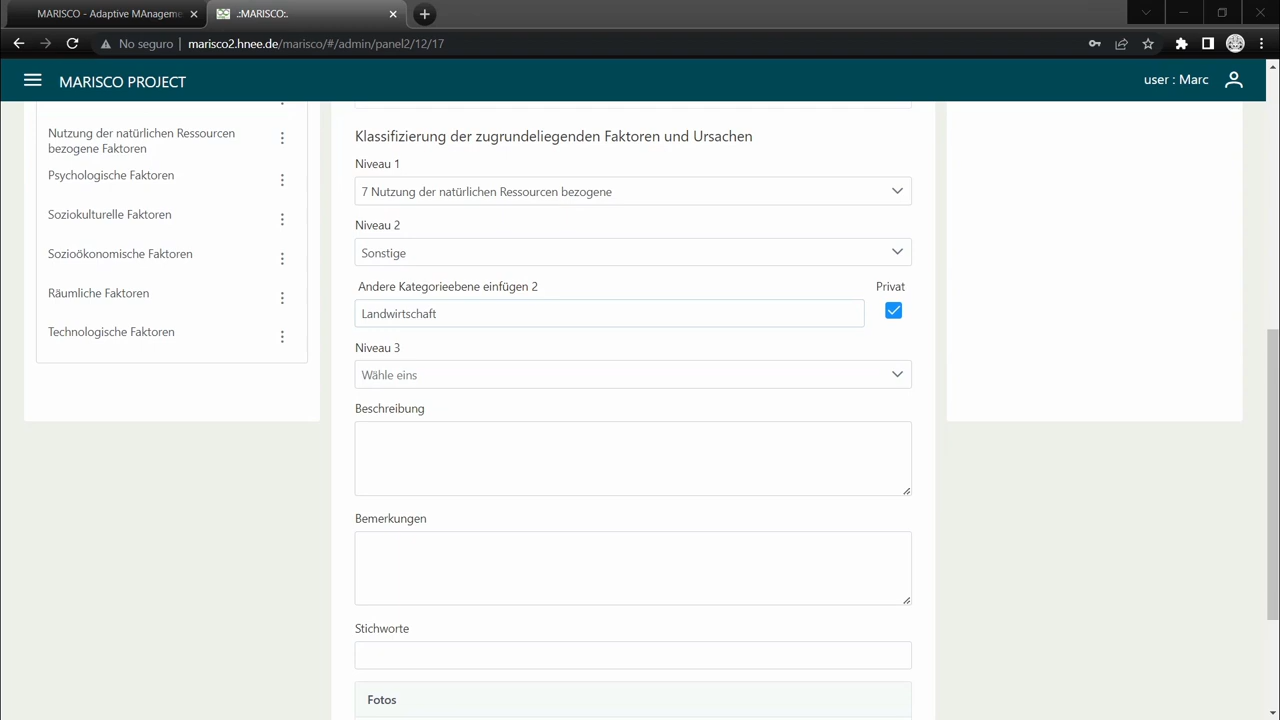 MARISCO - Adaptive MAnageme
.:MARISCO:.
No seguro
marisco2.hnee.de/marisco/#/admin/panel2/12/17
MARISCO PROJECT
user : Marc
Nutzung der natürlichen Ressourcen
bezogene Faktoren
Psychologische Faktoren
Soziokulturelle Faktoren
Sozioökonomische Faktoren
Räumliche Faktoren
Technologische Faktoren
Klassifizierung der zugrundeliegenden Faktoren und Ursachen
Niveau 1
7 Nutzung der natürlichen Ressourcen bezogene
Niveau 2
Sonstige
Andere Kategorieebene einfügen 2
Privat
Landwirtschaft
Niveau 3
Wähle eins
Beschreibung
Bemerkungen
Stichworte
Fotos